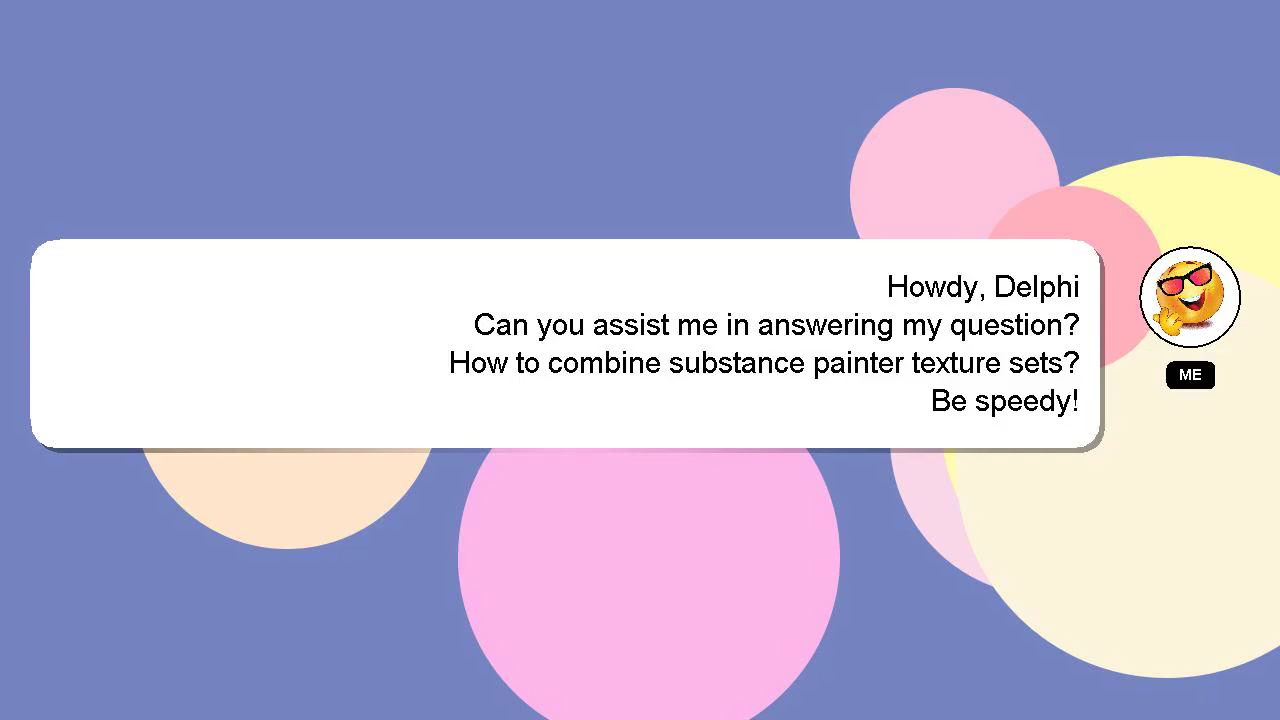 Howdy, Delphi
Can you assist me in answering my question?
How to combine substance painter texture sets?
Be speedy!
ME